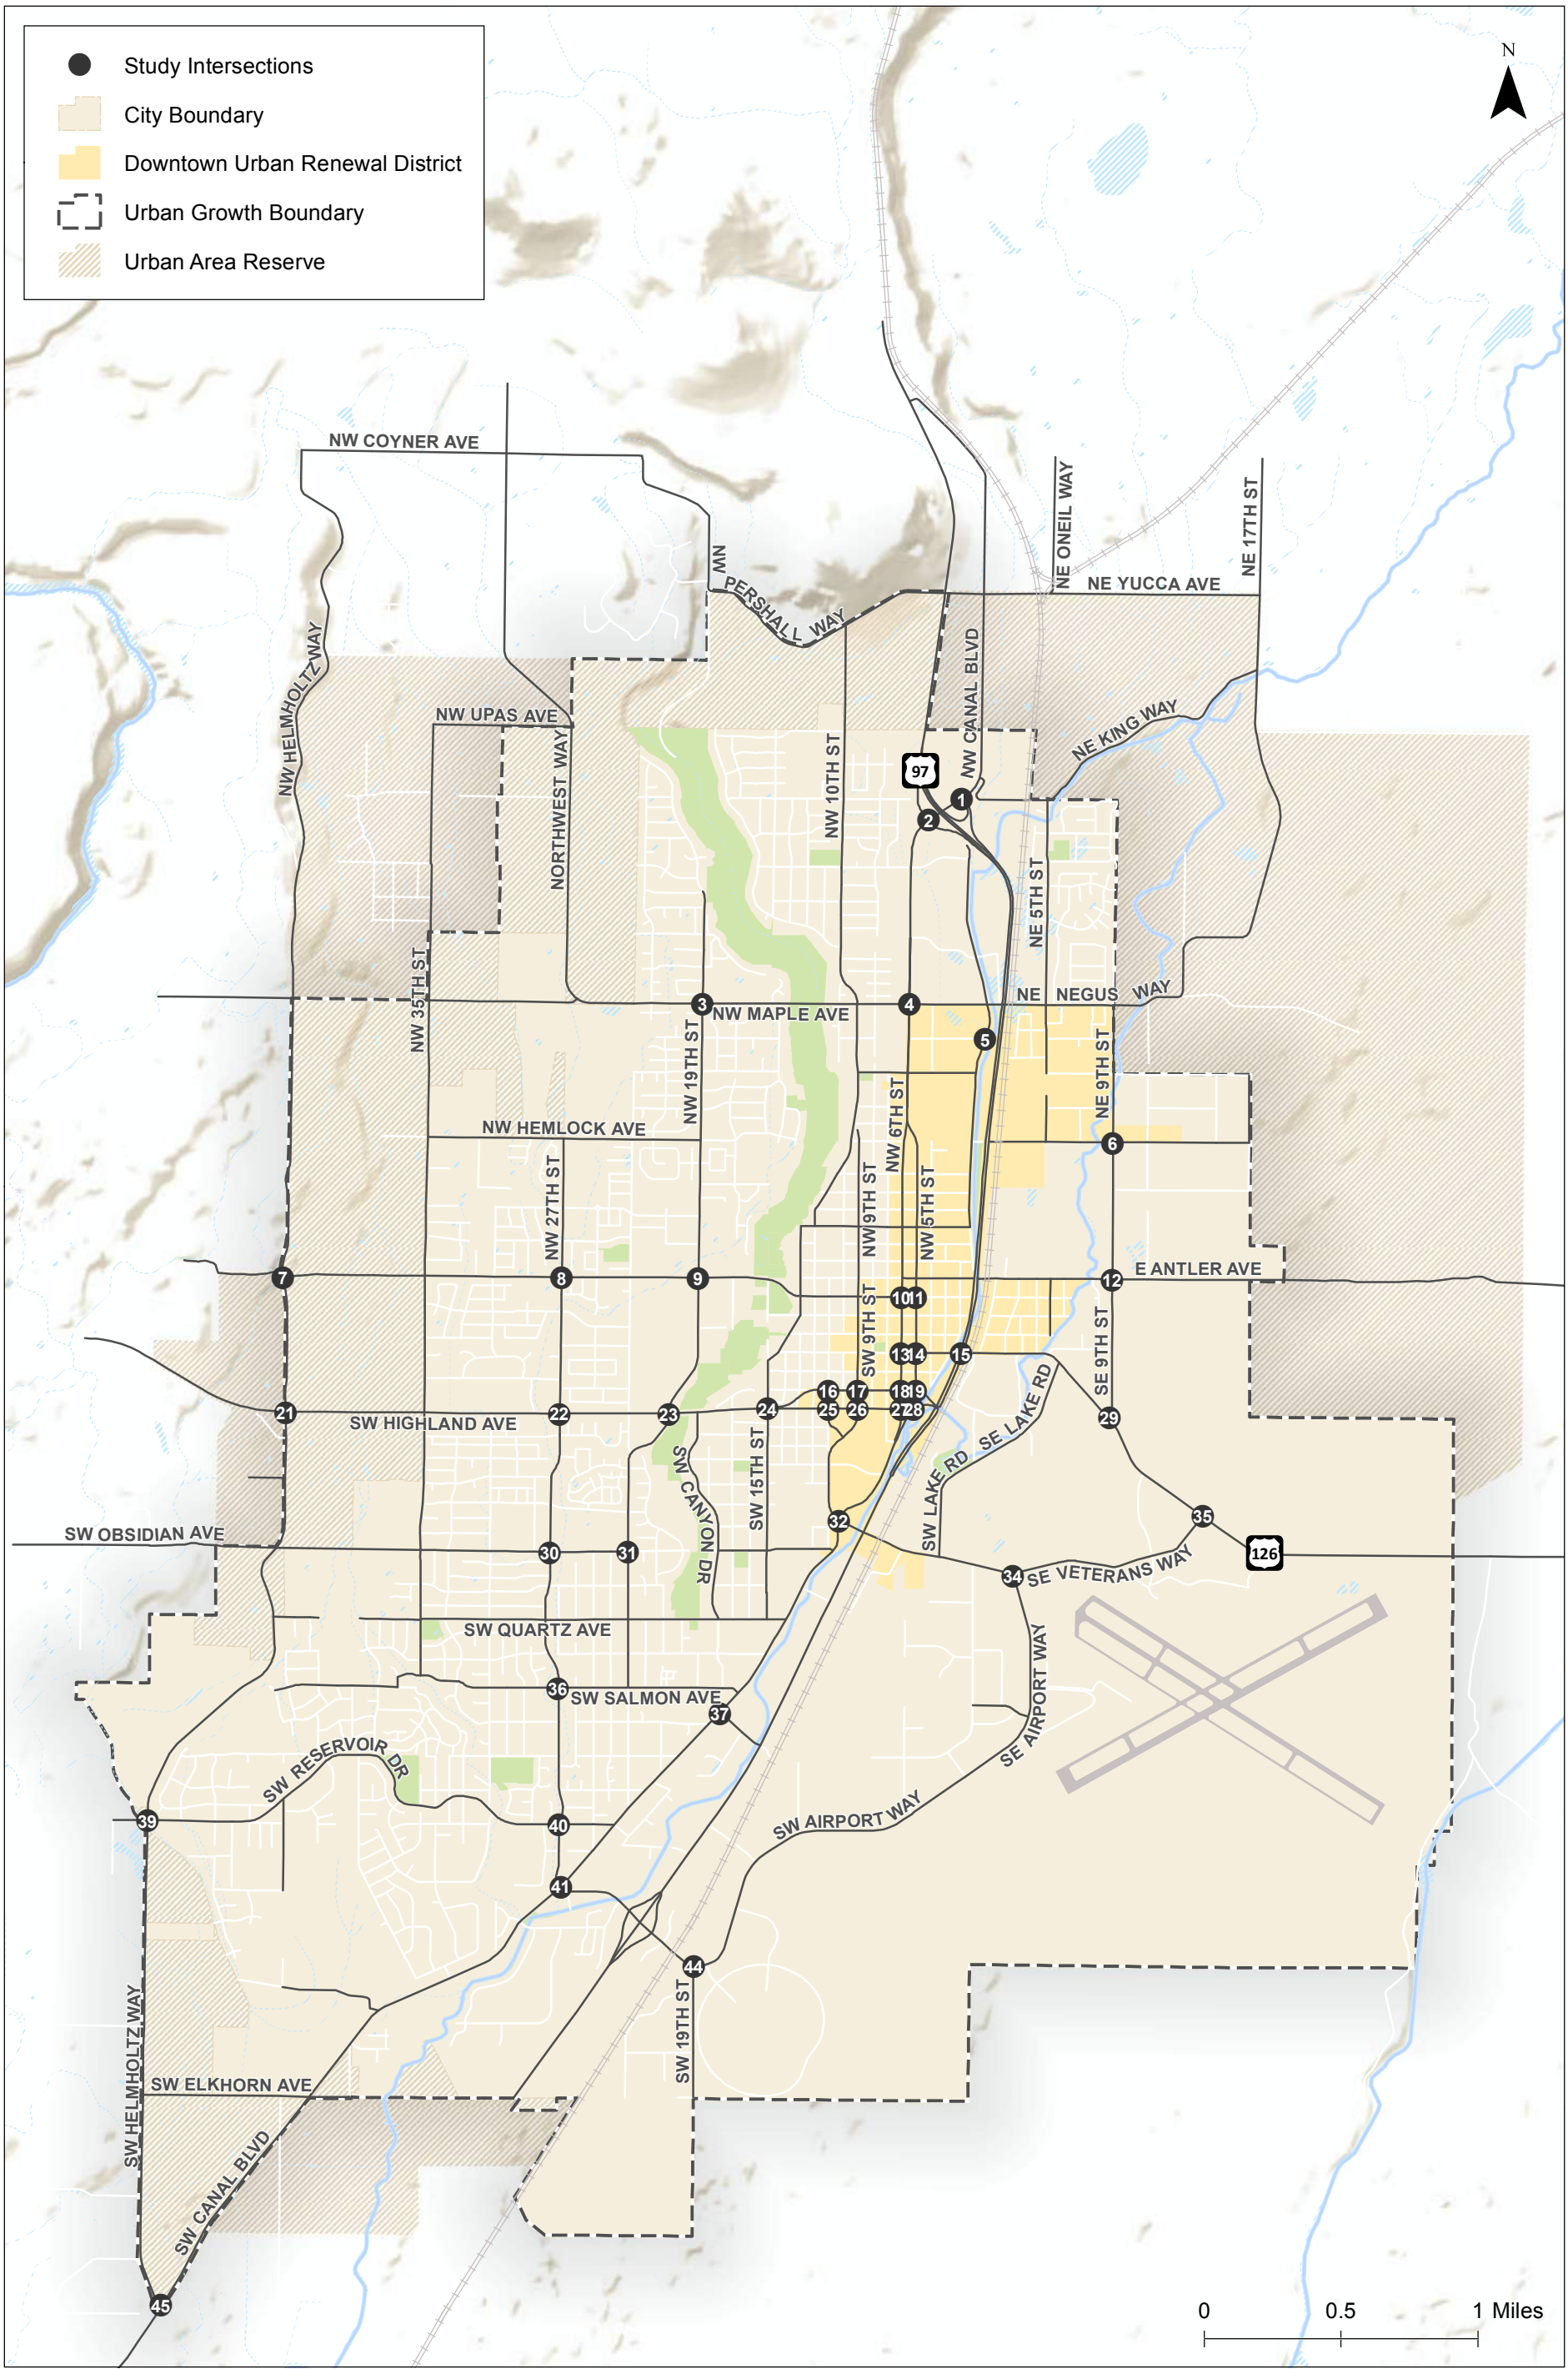 Study Intersections
City Boundary
Downtown Urban Renewal District
Urban Growth Boundary
Urban Area Reserve
N
NW COYNER AVE
NE ONEIL WAY
NE 17TH ST
NW
PERSHALL WAY
NE YUCCA AVE
NW HELMHOLTZ WAY
NW CANAL BLVD
NW UPAS AVE
NE KING WAY
NORTHWEST WAY
NW 10TH ST
97
1
2
NE 5TH ST
NW 35TH ST
NE NEGUS WAY
3
4
NW MAPLE AVE
5
NW 19TH ST
NE 9TH ST
NW 6TH ST
NW HEMLOCK AVE
6
NW 27TH ST
NW 9TH ST
NW 5TH ST
E ANTLER AVE
7
8
9
12
10
11
SW 9TH ST
SE 9TH ST
13
14
15
SE LAKE RD
16
17
18
19
21
22
23
24
25
26
27
28
29
SW HIGHLAND AVE
SW CANYON DR
SW 15TH ST
SW LAKE RD
35
32
SW OBSIDIAN AVE
30
31
126
34
SE VETERANS WAY
SW QUARTZ AVE
SE AIRPORT WAY
36
SW SALMON AVE
37
SW RESERVOIR DR
39
40
SW AIRPORT WAY
41
44
SW 19TH ST
SW HELMHOLTZ WAY
SW ELKHORN AVE
SW CANAL BLVD
45
0 0.5 1 Miles